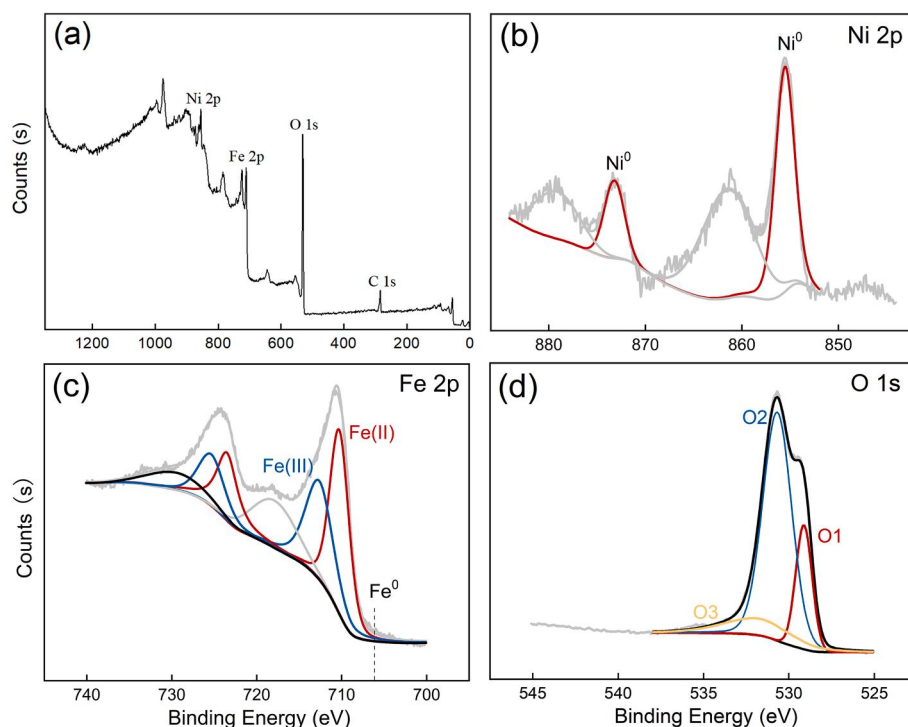 (a)
Counts (s)
Ni 2p
Fe 2p
O 1s
C 1s
1200 1000 800 600 400 200 0
(b)
Ni 2p
Ni⁰
Ni⁰
880 870 860 850
(c)
Fe 2p
Counts (s)
Fe(III)
Fe(II)
Fe⁰
740 730 720 710 700
Binding Energy (eV)
(d)
O 1s
O2
O1
O3
545 540 535 530 525
Binding Energy (eV)